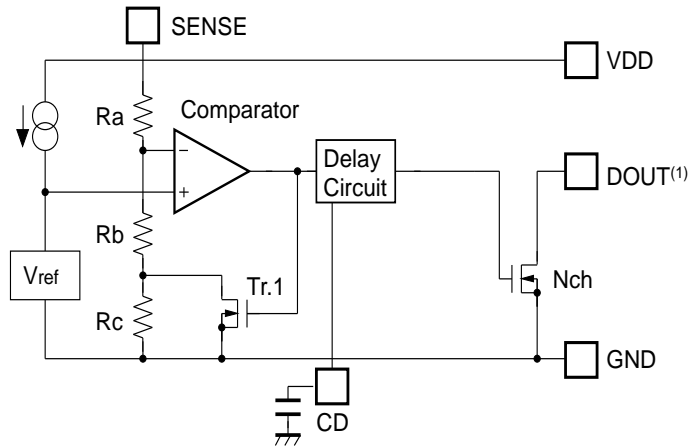 SENSE
VDD
Ra
Comparator
−
+
Delay
Circuit
DOUT(1)
Rb
Vref
Tr.1
Nch
Rc
GND
CD